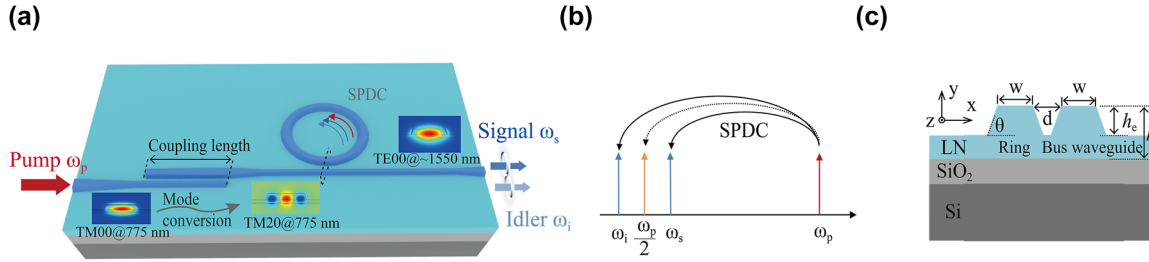 (a)
SPDC
Coupling length
TE00@~1550 nm
Signal ωs
Pump ωp
Mode
conversion
TM00@775 nm
TM20@775 nm
Idler ωi
(b)
SPDC
ωi
ωp
2
ωs
ωp
(c)
y
x
z
w
d
w
θ
he
LN
Ring
Bus waveguide
SiO2
Si